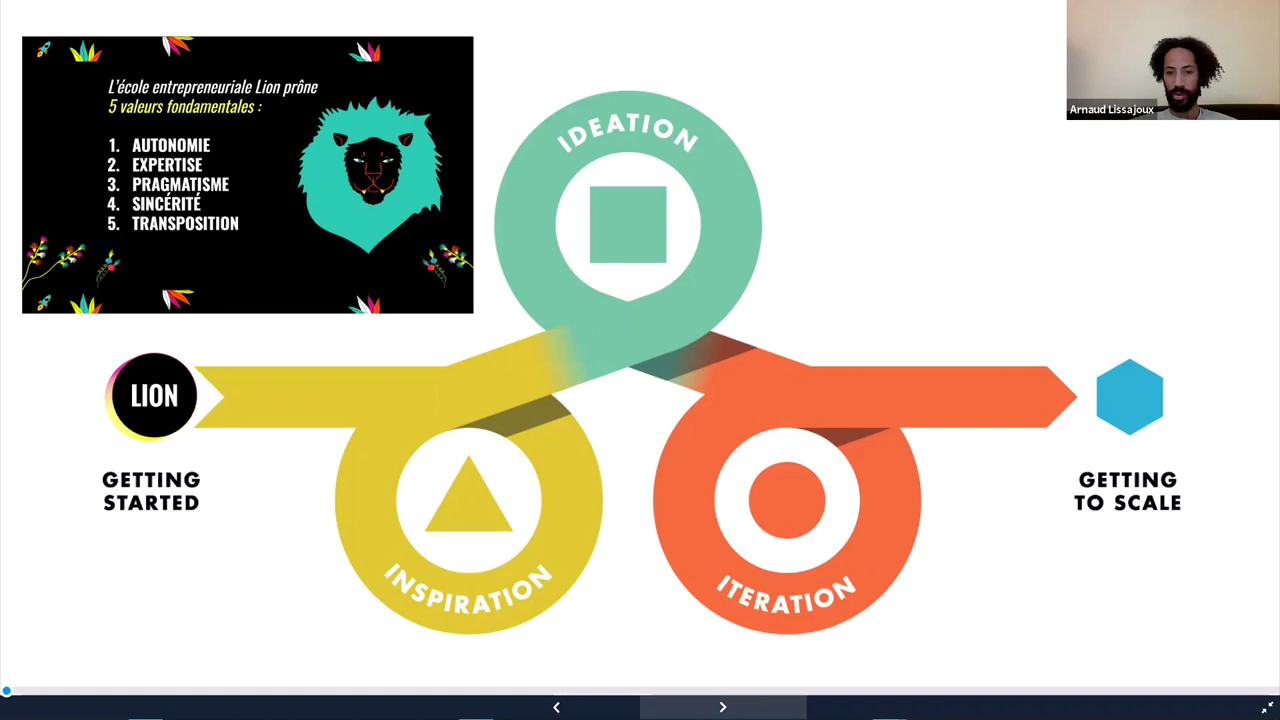 L'école entrepreneuriale Lion prône
5 valeurs fondamentales :
1. AUTONOMIE
2. EXPERTISE
3. PRAGMATISME
4. SINCÉRITÉ
5. TRANSPOSITION
Arnaud Lissajoux
IDEATION
LION
GETTING
STARTED
INSPIRATION
ITERATION
GETTING
TO SCALE